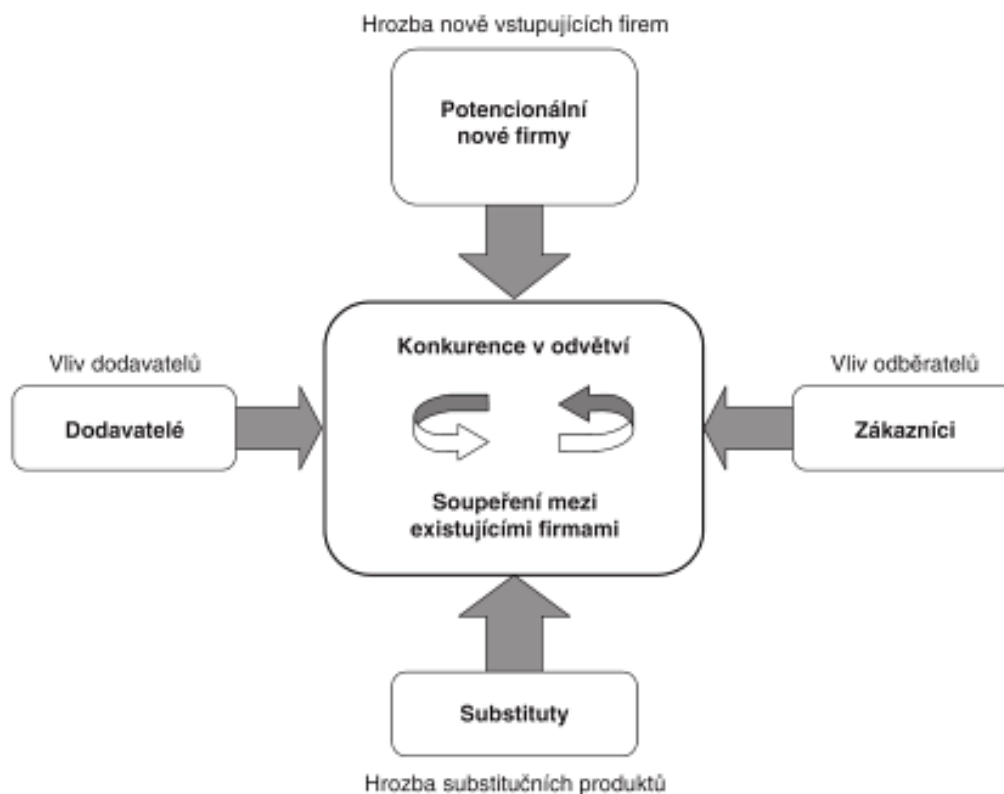 Hrozba nově vstupujících firem
Potencionální
nové firmy
Konkurence v odvětví
Vliv dodavatelů
Dodavatelé
Vliv odběratelů
Zákazníci
Soupeření mezi
existujícími firmami
Substituty
Hrozba substitučních produktů